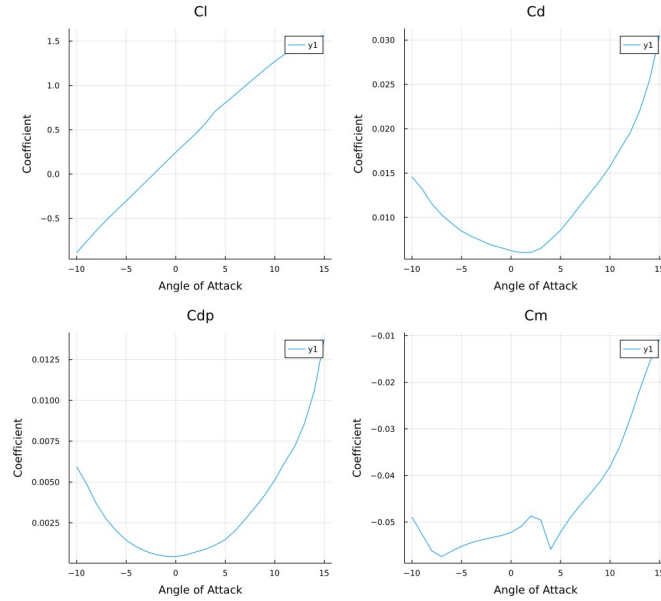 Cl
1.5
1.0
0.5
0.0
−0.5
−10 −5 0 5 10 15
Coefficient
Angle of Attack
y1
Cd
0.030
0.025
0.020
0.015
0.010
−10 −5 0 5 10 15
Coefficient
Angle of Attack
y1
Cdp
0.0125
0.0100
0.0075
0.0050
0.0025
−10 −5 0 5 10 15
Coefficient
Angle of Attack
y1
Cm
−0.01
−0.02
−0.03
−0.04
−0.05
−10 −5 0 5 10 15
Coefficient
Angle of Attack
y1